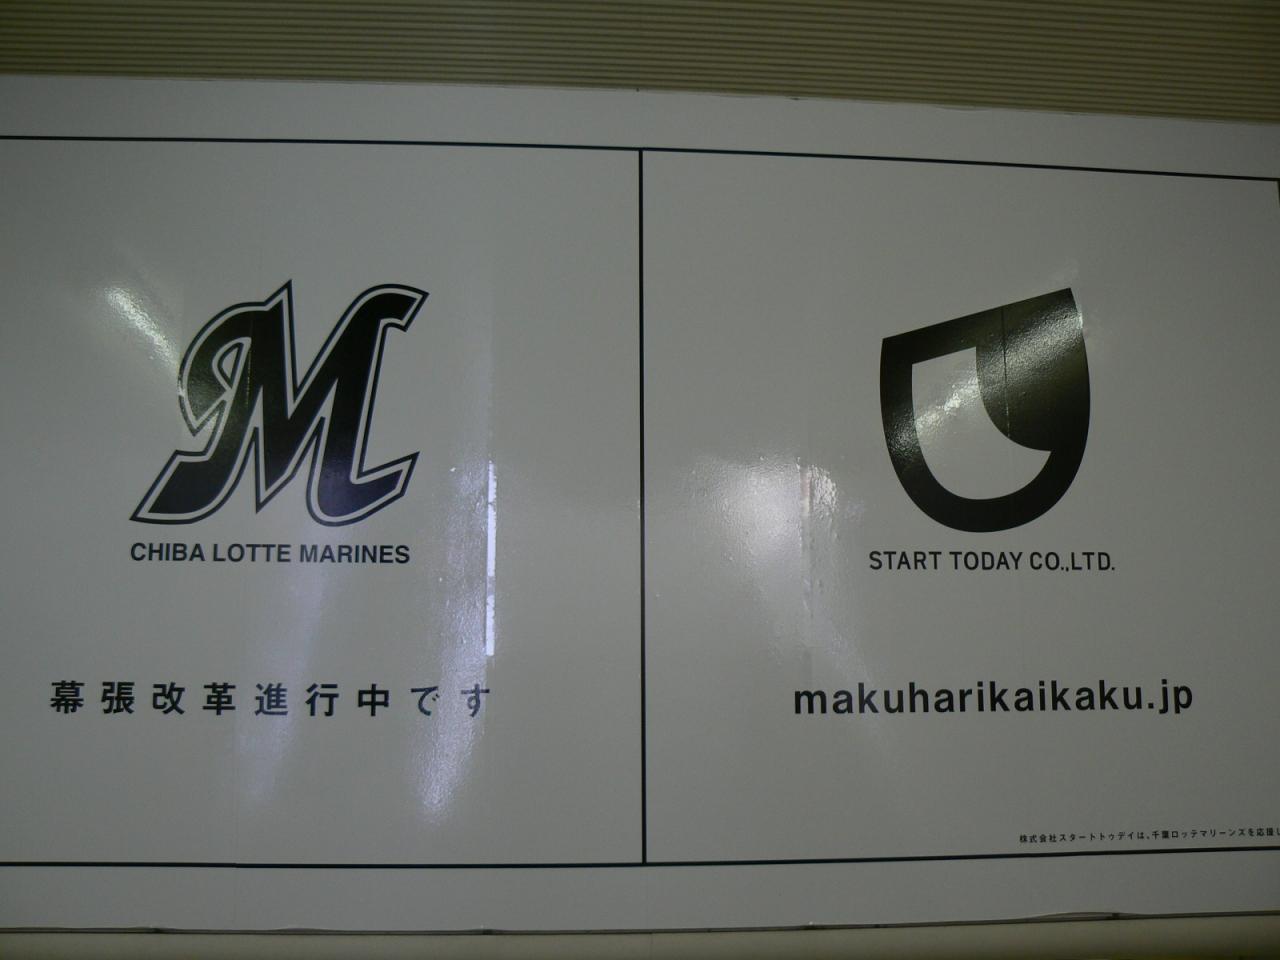 CHIBA LOTTE MARINES
幕張改革進行中です
START TODAY CO.,LTD.
makuharikaikaku.jp
株式会社スタートトゥデイは、千葉ロッテマリーンズを応援し